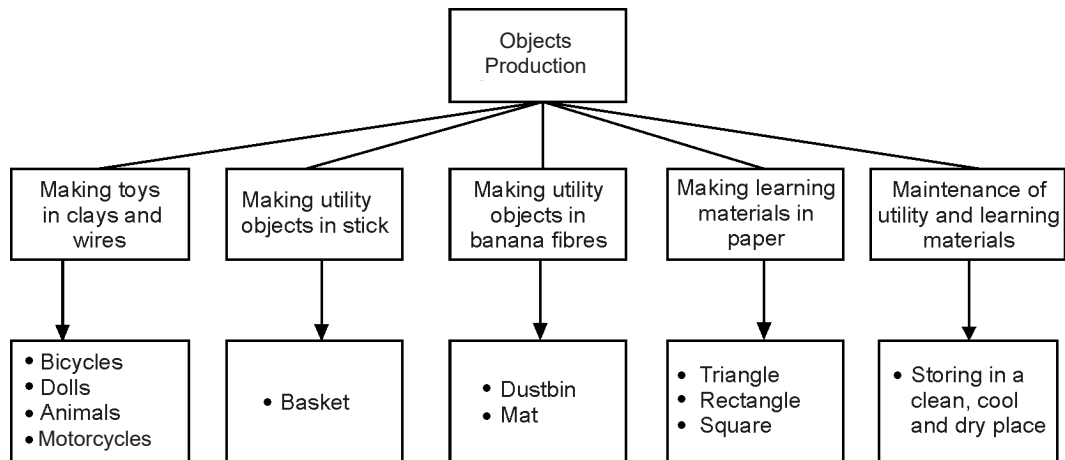 Objects
Production
Making toys
in clays and
wires
Making utility
objects in stick
Making utility
objects in
banana fibres
Making learning
materials in
paper
Maintenance of
utility and learning
materials
• Bicycles
• Dolls
• Animals
• Motorcycles
• Basket
• Dustbin
• Mat
• Triangle
• Rectangle
• Square
• Storing in a
clean, cool
and dry place